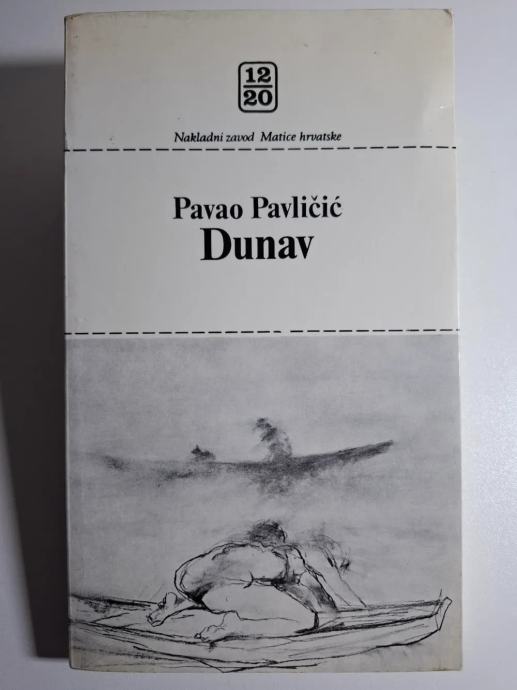 12
20
Nakladni zavod Matice hrvatske
Pavao Pavličić
Dunav